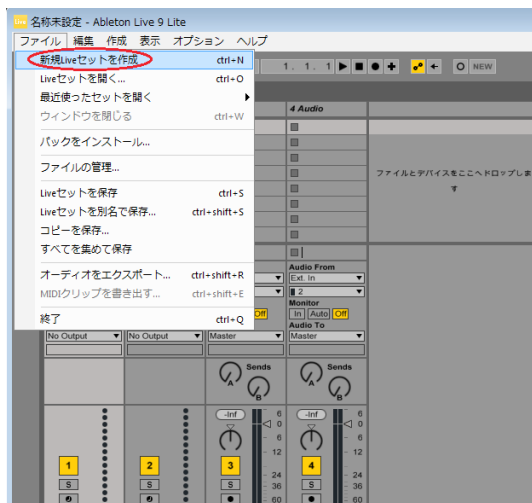 Live 名称未設定 - Ableton Live 9 Lite
ファイル 編集 作成 表示 オプション ヘルプ
新規Liveセットを作成 ctrl+N
Liveセットを開く... ctrl+O
最近使ったセットを開く
ウィンドウを閉じる ctrl+W
パックをインストール...
ファイルの管理...
Liveセットを保存 ctrl+S
Liveセットを別名で保存... ctrl+shift+S
コピーを保存...
すべてを集めて保存
オーディオをエクスポート... ctrl+shift+R
MIDIクリップを書き出す... ctrl+shift+E
終了 ctrl+Q
1. 1. 1 NEW
4 Audio
ファイルとデバイスをここへドロップしま
す
Audio From
Ext. In
2
Monitor
Off In Auto Off
Audio To
No Output No Output Master Master
Sends Sends
A B A B
-Inf 6 -Inf 6
0 0
6 6
12 12
1 2 3 4
24 24
S S S S 36 36
60 60